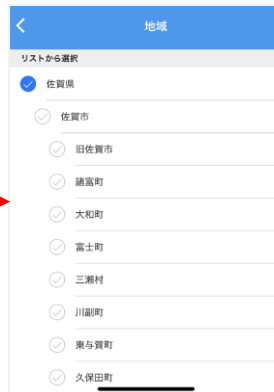 地域
リストから選択
佐賀県
佐賀市
旧佐賀市
諸富町
大和町
富士町
三瀬村
川副町
東与賀町
久保田町